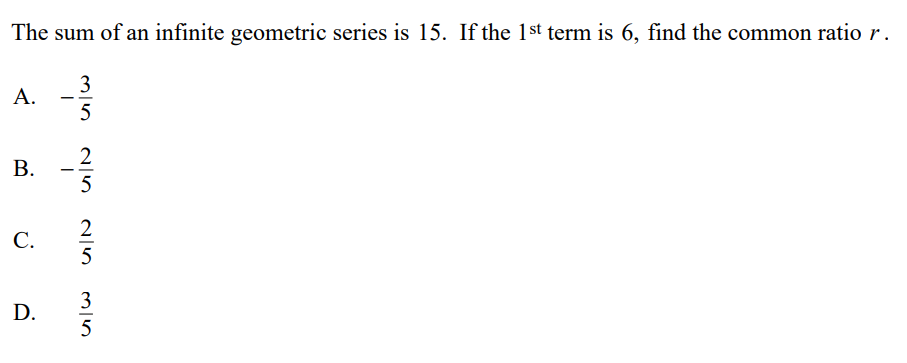 The sum of an infinite geometric series is 15. If the 1st term is 6, find the common ratio r.
A. -3/5
B. -2/5
C. 2/5
D. 3/5